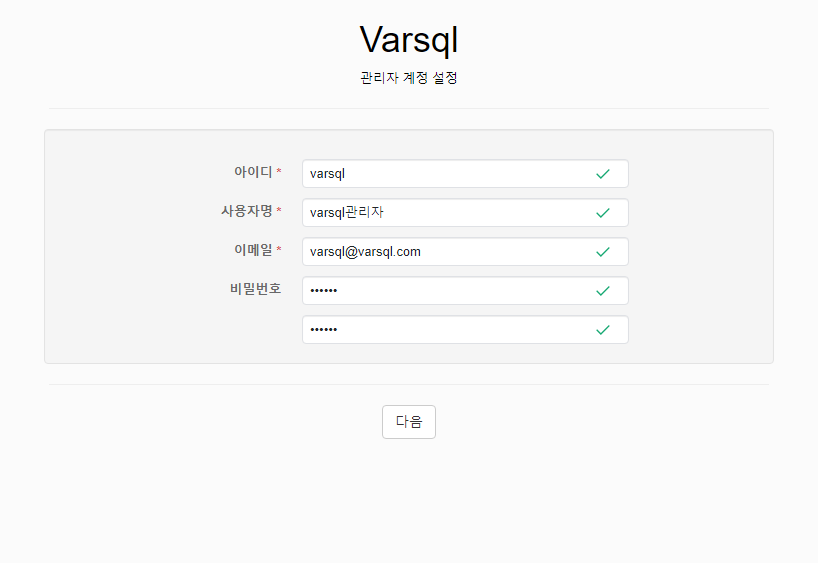 Varsql
관리자 계정 설정
아이디 * varsql
사용자명 * varsql관리자
이메일 * varsql@varsql.com
비밀번호 ••••••
••••••
다음